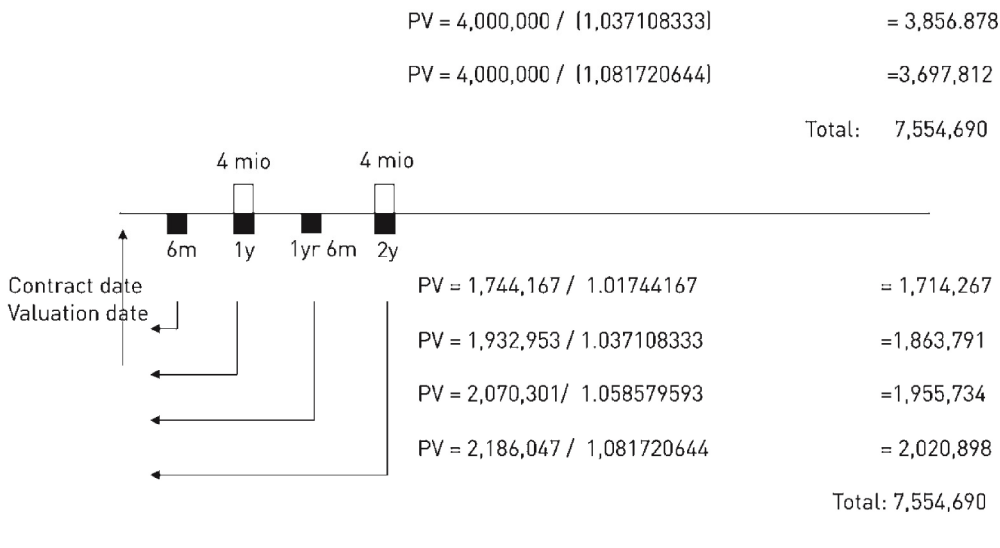 PV = 4,000,000 / (1,037108333) = 3,856.878
PV = 4,000,000 / (1,081720644) =3,697,812
Total: 7,554,690
4 mio 4 mio
6m 1y 1yr 6m 2y
Contract date
Valuation date
PV = 1,744,167 / 1.01744167 = 1,714,267
PV = 1,932,953 / 1.037108333 =1,863,791
PV = 2,070,301/ 1.058579593 =1,955,734
PV = 2,186,047 / 1,081720644 = 2,020,898
Total: 7,554,690